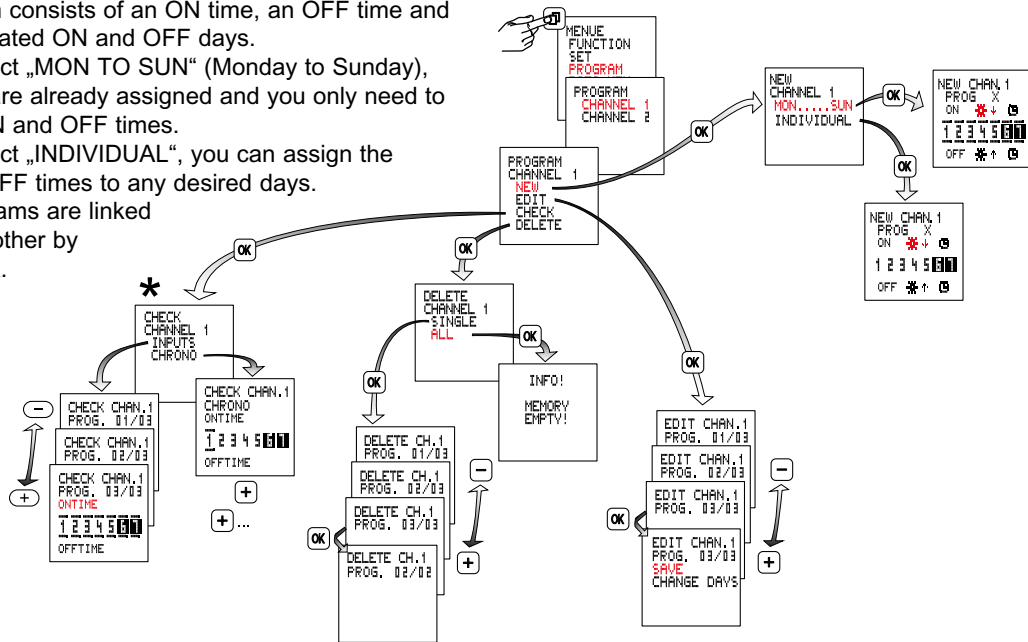 consists of an ON time, an OFF time and
ated ON and OFF days.
ct „MON TO SUN“ (Monday to Sunday),
re already assigned and you only need to
N and OFF times.
ct „INDIVIDUAL“, you can assign the
FF times to any desired days.
ams are linked
other by
MENUE
FUNCTION
SET
PROGRAM
PROGRAM
CHANNEL 1
CHANNEL 2
PROGRAM
CHANNEL 1
NEW
EDIT
CHECK
DELETE
OK
NEW
CHANNEL 1
MON.....SUN
INDIVIDUAL
OK
NEW CHAN.1
PROG X
ON ↓
1 2 3 4 5 6 7
OFF ↑
OK
NEW CHAN.1
PROG X
ON ↓
1 2 3 4 5 6 7
OFF ↑
OK
*
CHECK
CHANNEL 1
INPUTS
CHRONO
CHECK CHAN.1
PROG. 01/03
CHECK CHAN.1
PROG. 02/03
CHECK CHAN.1
PROG. 03/03
ONTIME
1 2 3 4 5 6 7
OFFTIME
−
+
CHECK CHAN.1
CHRONO
ONTIME
1 2 3 4 5 6 7
OFFTIME
+
+ ...
OK
DELETE
CHANNEL 1
SINGLE
ALL
OK
INFO!
MEMORY
EMPTY!
OK
DELETE CH.1
PROG. 01/03
DELETE CH.1
PROG. 02/03
DELETE CH.1
PROG. 03/03
OK
DELETE CH.1
PROG. 02/02
−
+
OK
EDIT CHAN.1
PROG. 01/03
EDIT CHAN.1
PROG. 02/03
EDIT CHAN.1
PROG. 03/03
OK
EDIT CHAN.1
PROG. 03/03
SAVE
CHANGE DAYS
−
+